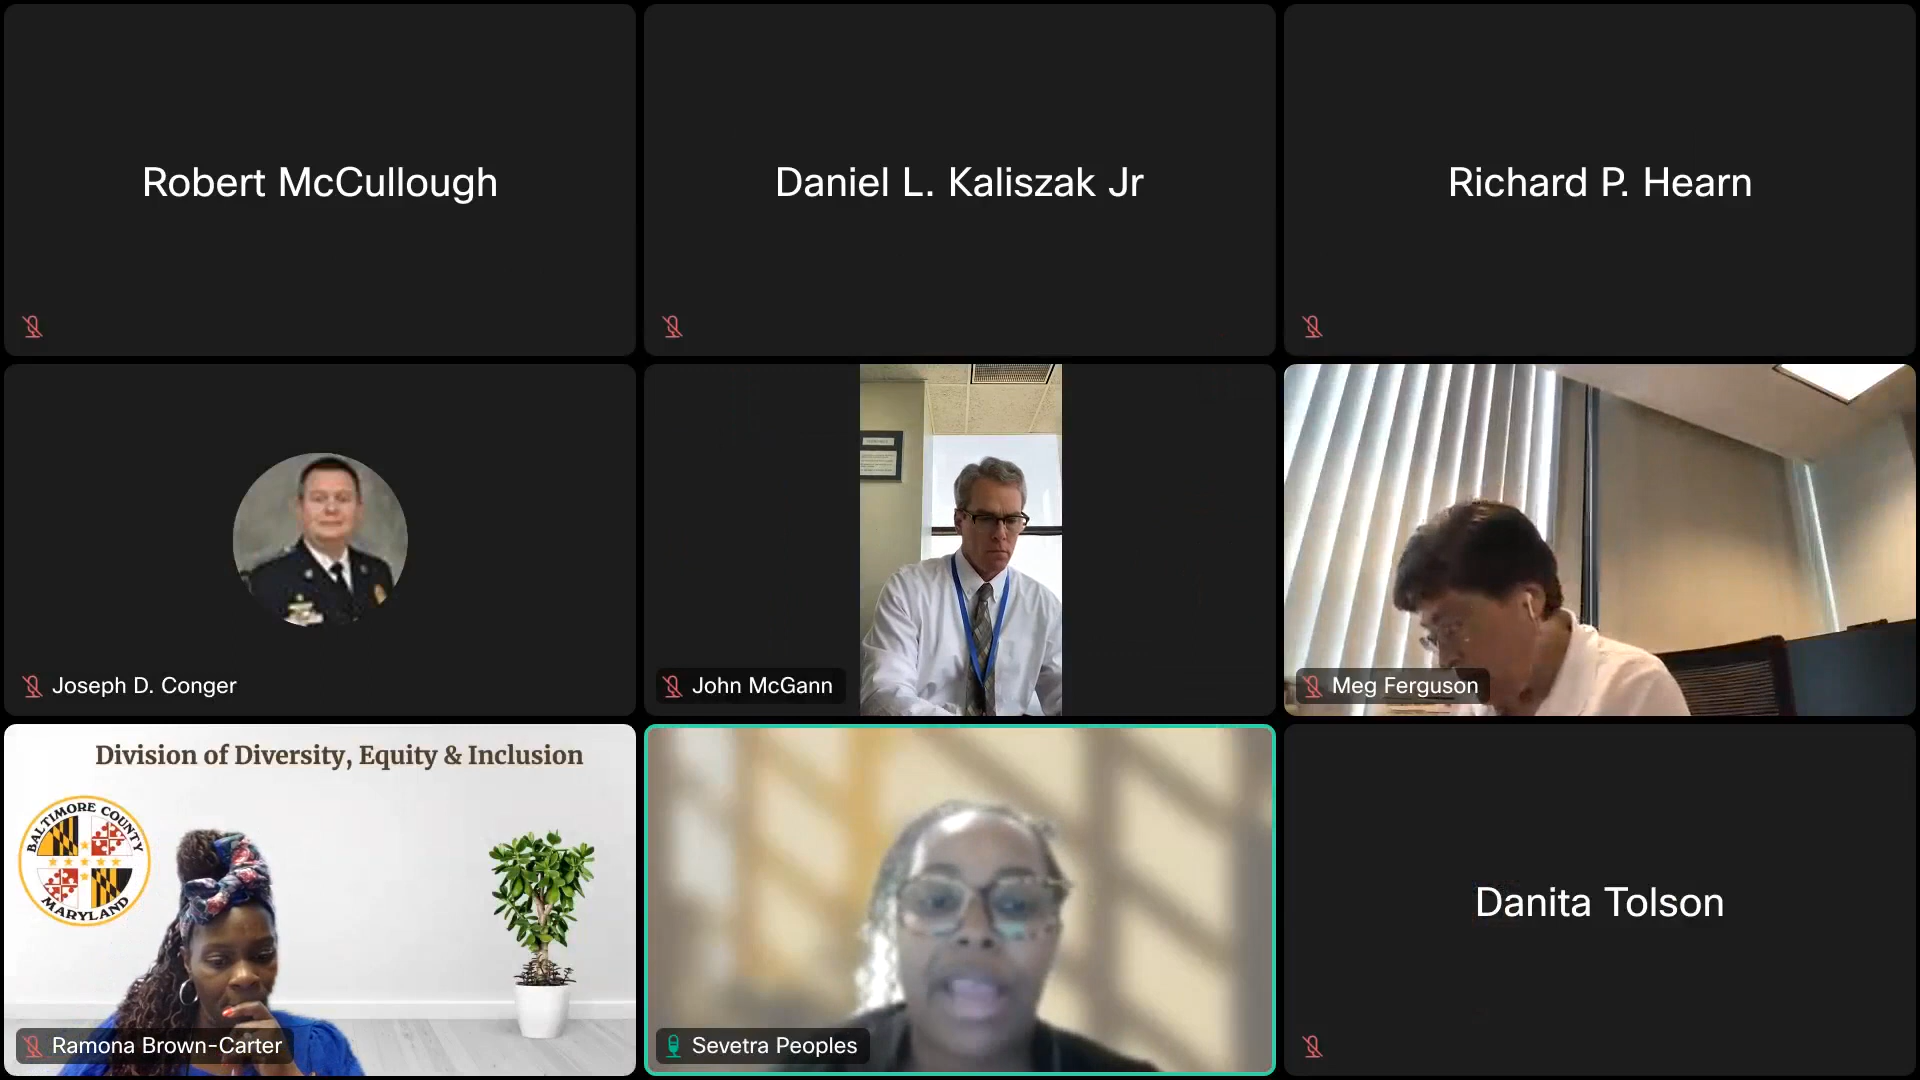 Robert McCullough
Daniel L. Kaliszak Jr
Richard P. Hearn
Joseph D. Conger
John McGann
Meg Ferguson
Division of Diversity, Equity & Inclusion
BALTIMORE COUNTY
MARYLAND
Ramona Brown-Carter
Sevetra Peoples
Danita Tolson